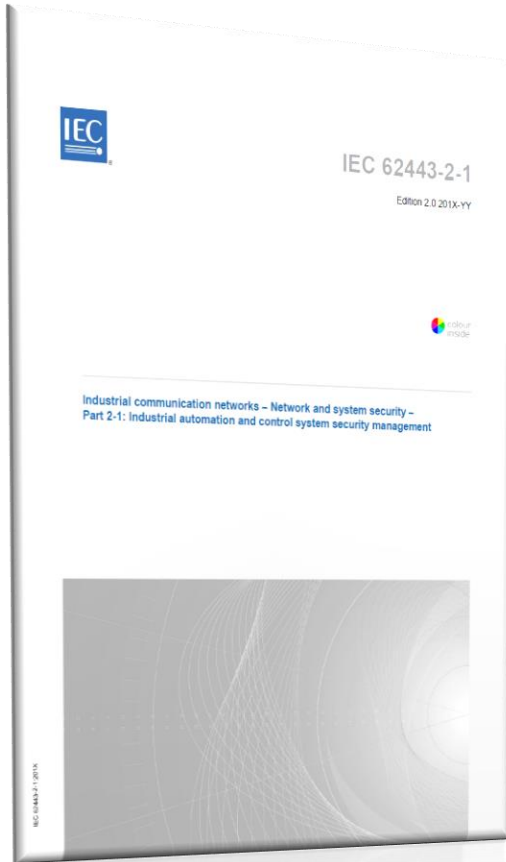 IEC
®
IEC 62443-2-1
Edition 2.0 201X-YY
colour
inside
Industrial communication networks – Network and system security –
Part 2-1: Industrial automation and control system security management
IEC 62443-2-1:201X